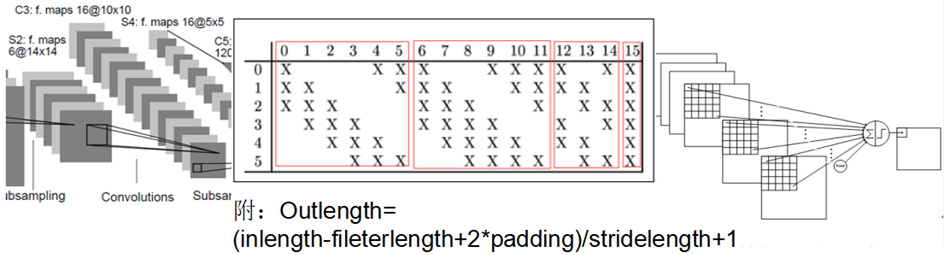 C3: f. maps 16@10x10
S4: f. maps 16@5x5
S2: f. maps
6@14x14
C5:
120
0 1 2 3 4 5 6 7 8 9 10 11 12 13 14 15
0 X X X X X X X X X X
1 X X X X X X X X X X
2 X X X X X X X X X X
3 X X X X X X X X X X
4 X X X X X X X X X X
5 X X X X X X X X X X
bsampling
Convolutions
Subsa
附：Outlength=
(inlength-fileterlength+2*padding)/stridelength+1